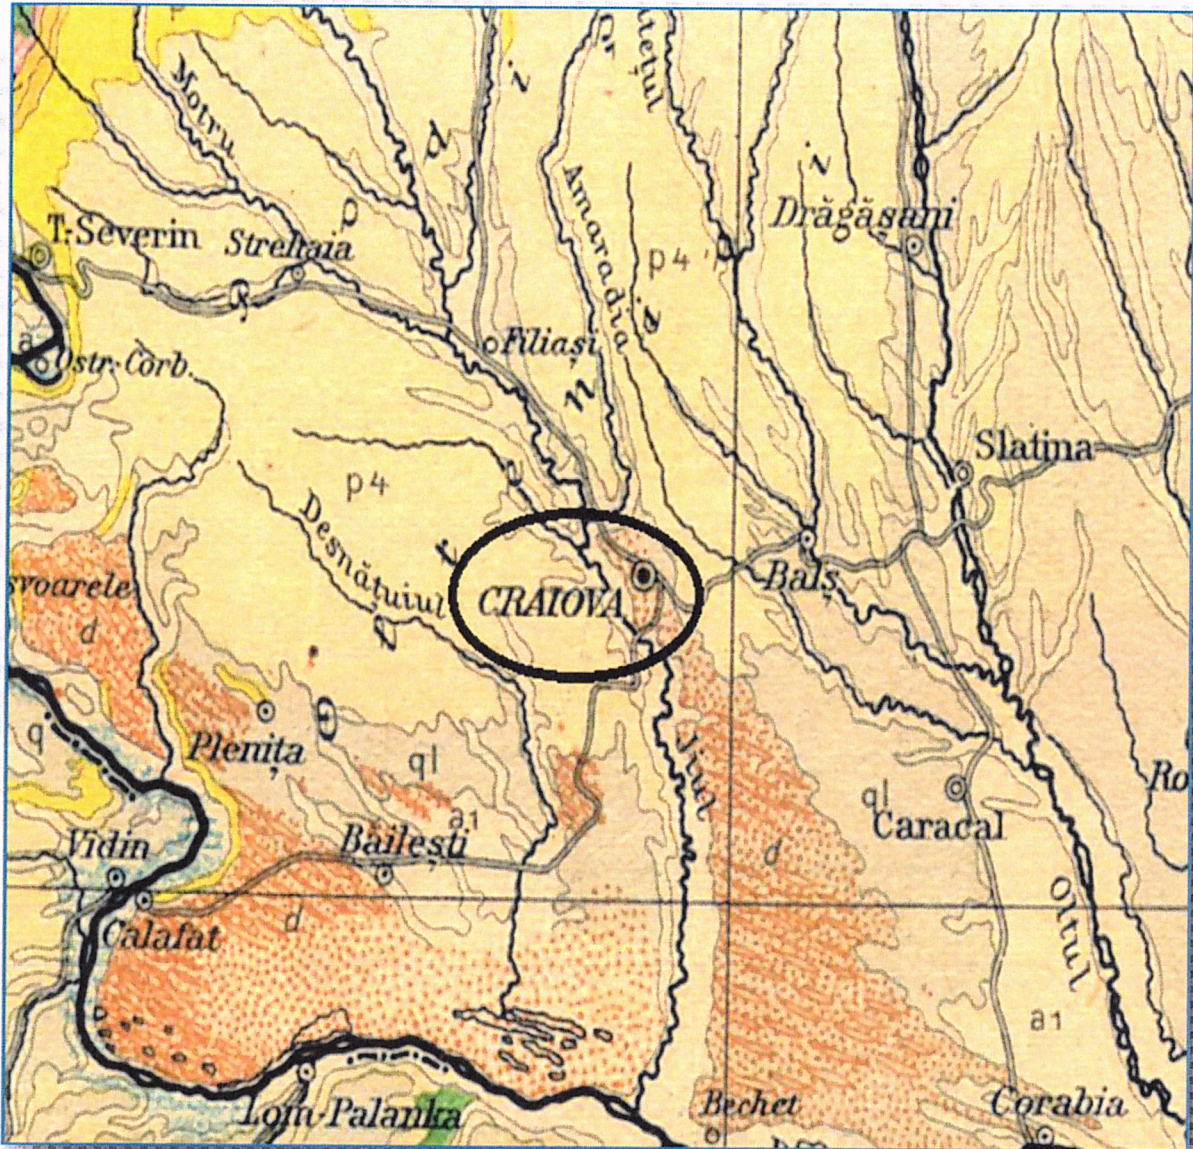 Motru
Amaradia
Drăgășani
T.-Severin
Strehaia
p4
Filiași
Ostr. Corb.
Slatina
p4
Desnățuiul
CRAIOVA
Balș
d
Plenița
q
ql
ql
Jiul
a1
Vidin
Băilești
Caracal
d
d
Oltul
Calafat
a1
Lom-Palanka
Bechet
Corabia